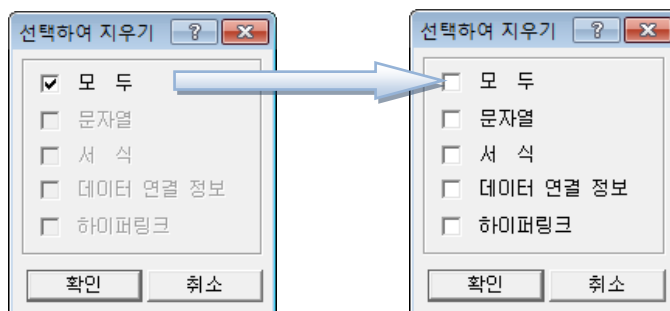 선택하여 지우기
모 두
문자열
서 식
데이터 연결 정보
하이퍼링크
확인 취소
선택하여 지우기
모 두
문자열
서 식
데이터 연결 정보
하이퍼링크
확인 취소